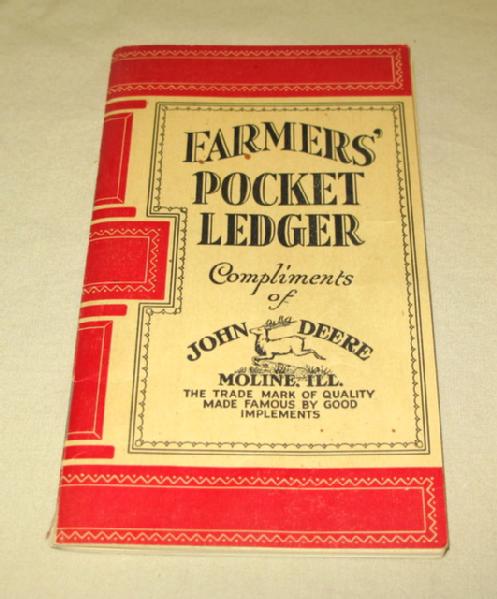 FARMERS'
POCKET
LEDGER
Compliments
of
JOHN DEERE
MOLINE, ILL.
THE TRADE MARK OF QUALITY
MADE FAMOUS BY GOOD
IMPLEMENTS